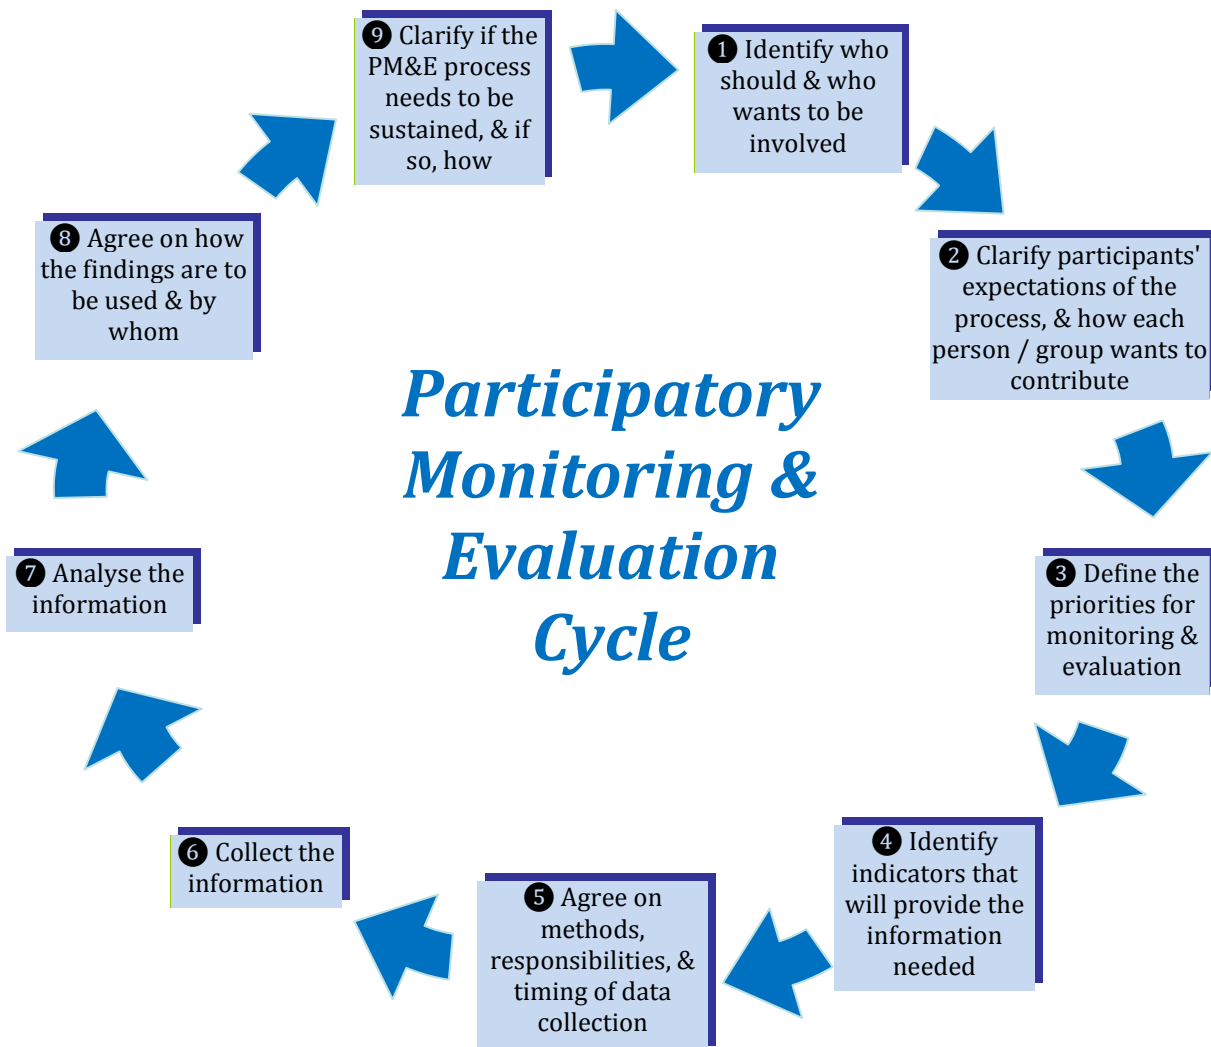 ❶ Identify who
should & who
wants to be
involved
❷ Clarify participants'
expectations of the
process, & how each
person / group wants to
contribute
❸ Define the
priorities for
monitoring &
evaluation
❹ Identify
indicators that
will provide the
information
needed
❺ Agree on
methods,
responsibilities, &
timing of data
collection
❻ Collect the
information
❼ Analyse the
information
❽ Agree on how
the findings are to
be used & by
whom
❾ Clarify if the
PM&E process
needs to be
sustained, & if
so, how
Participatory
Monitoring &
Evaluation
Cycle